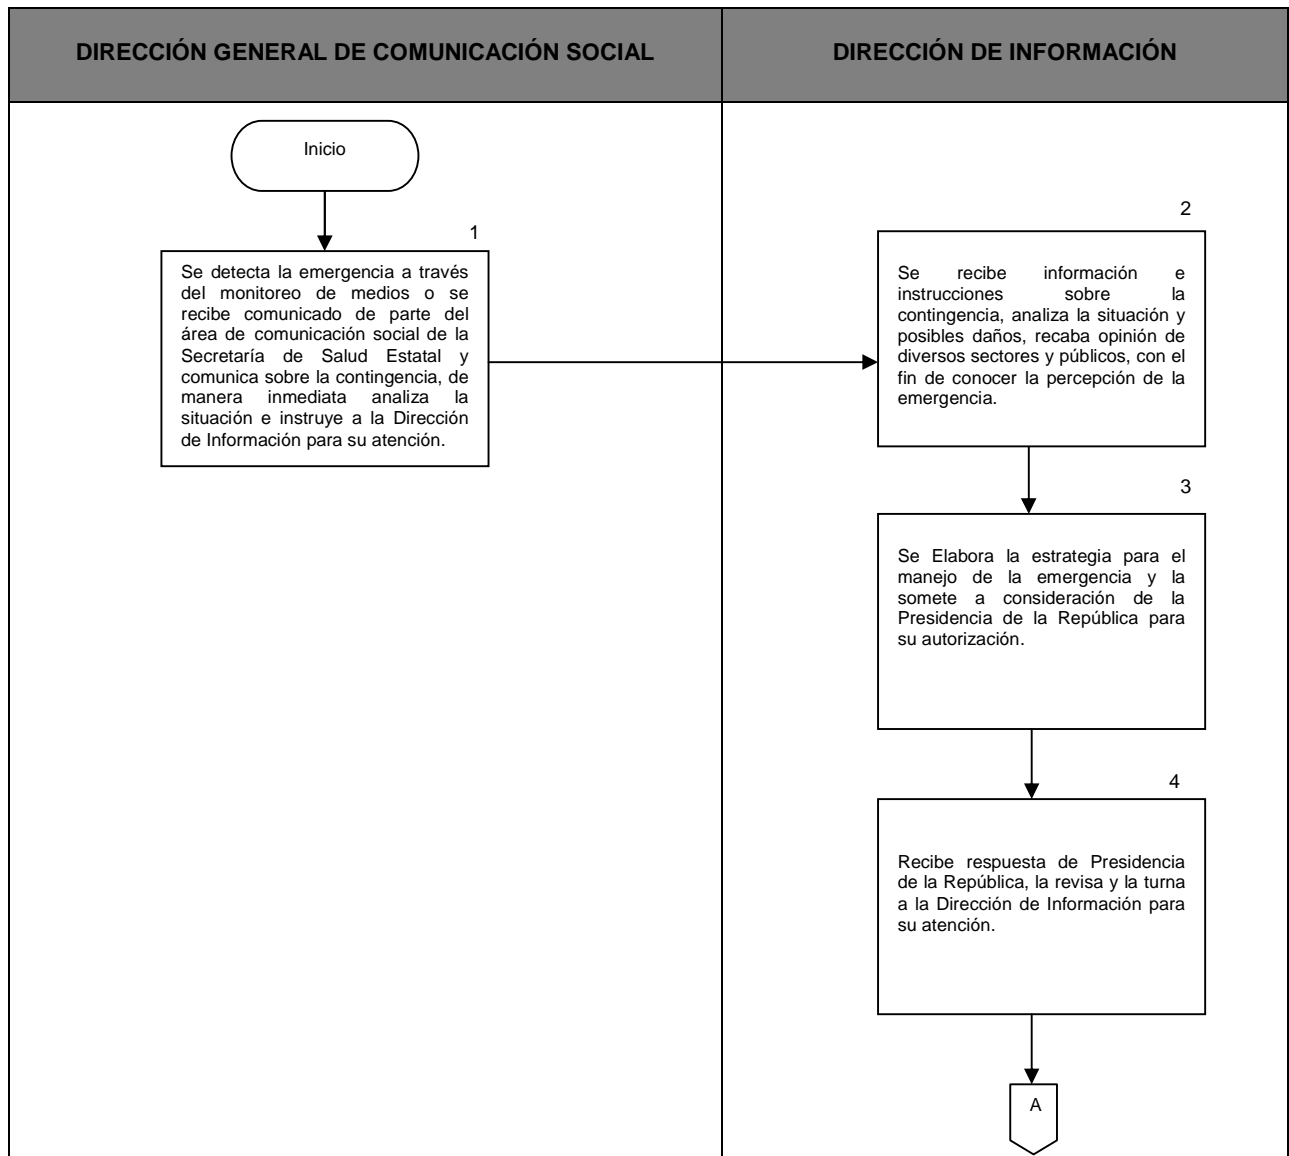 DIRECCIÓN GENERAL DE COMUNICACIÓN SOCIAL
DIRECCIÓN DE INFORMACIÓN
Inicio
1
Se detecta la emergencia a través
del monitoreo de medios o se
recibe comunicado de parte del
área de comunicación social de la
Secretaría de Salud Estatal y
comunica sobre la contingencia, de
manera inmediata analiza la
situación e instruye a la Dirección
de Información para su atención.
2
Se recibe información e
instrucciones sobre la
contingencia, analiza la situación y
posibles daños, recaba opinión de
diversos sectores y públicos, con el
fin de conocer la percepción de la
emergencia.
3
Se Elabora la estrategia para el
manejo de la emergencia y la
somete a consideración de la
Presidencia de la República para
su autorización.
4
Recibe respuesta de Presidencia
de la República, la revisa y la turna
a la Dirección de Información para
su atención.
A